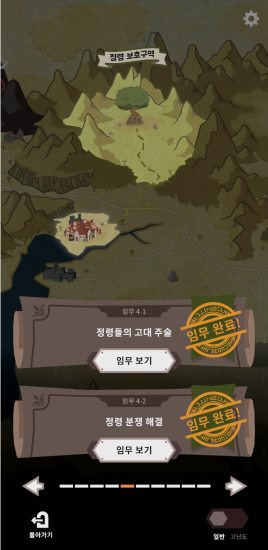 정령 보호구역
임무 4-1
정령들의 고대 주술
임무 완료!
임무 보기
임무 4-2
정령 분쟁 해결
임무 완료!
임무 보기
돌아가기
일반 고난도